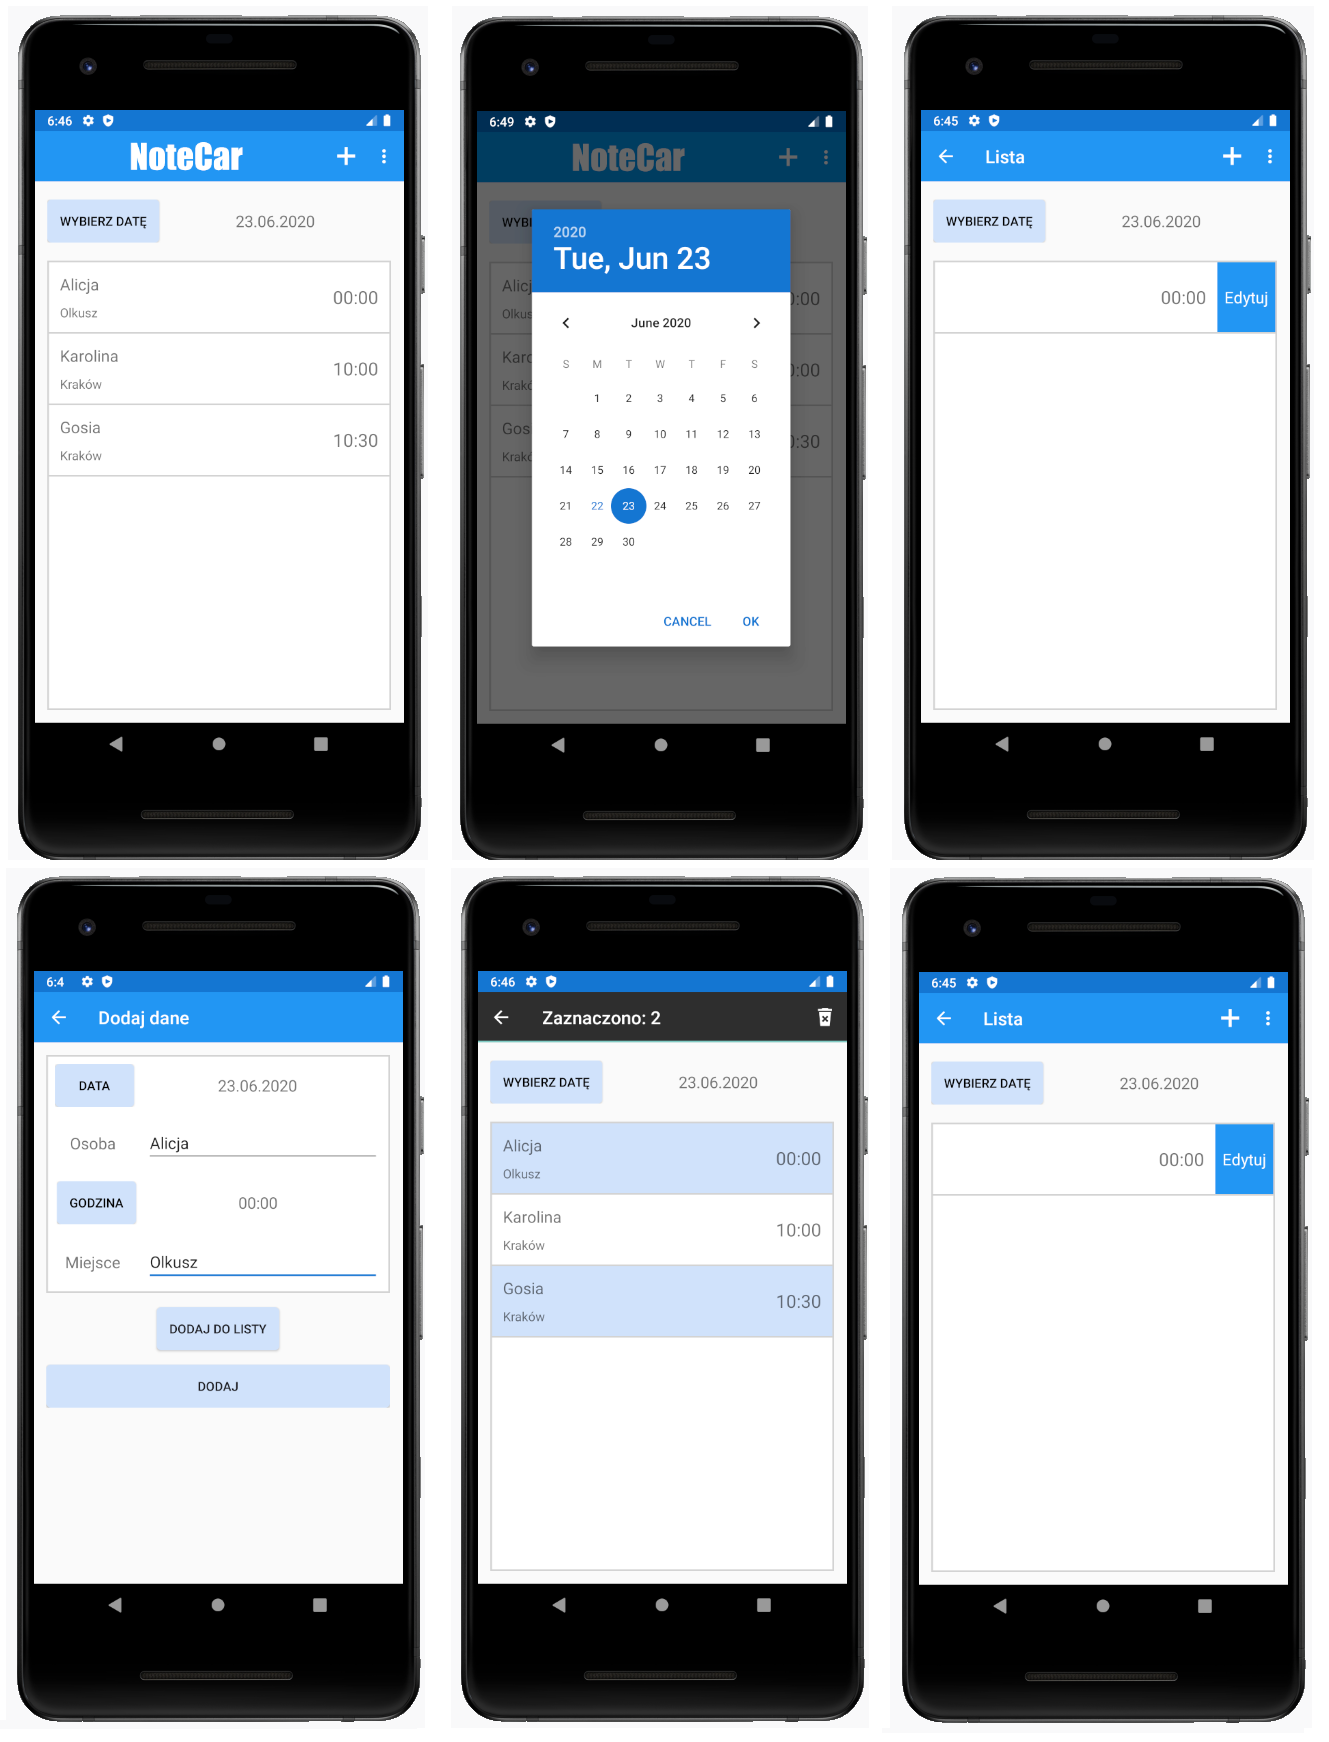 6:46
NoteCar
WYBIERZ DATĘ 23.06.2020
Alicja
00:00
Olkusz
Karolina
10:00
Kraków
Gosia
10:30
Kraków
6:49
NoteCar
WYBI
2020
Tue, Jun 23
Alic
:00
Olkus
June 2020
S M T W T F S
Karo
:00
Krak
1 2 3 4 5 6
Gos
:30
Krak
7 8 9 10 11 12 13
14 15 16 17 18 19 20
21 22 23 24 25 26 27
28 29 30
CANCEL OK
6:45
Lista
WYBIERZ DATĘ 23.06.2020
00:00 Edytuj
6:4
Dodaj dane
DATA 23.06.2020
Osoba Alicja
GODZINA 00:00
Miejsce Olkusz
DODAJ DO LISTY
DODAJ
6:46
Zaznaczono: 2
WYBIERZ DATĘ 23.06.2020
Alicja
00:00
Olkusz
Karolina
10:00
Kraków
Gosia
10:30
Kraków
6:45
Lista
WYBIERZ DATĘ 23.06.2020
00:00 Edytuj